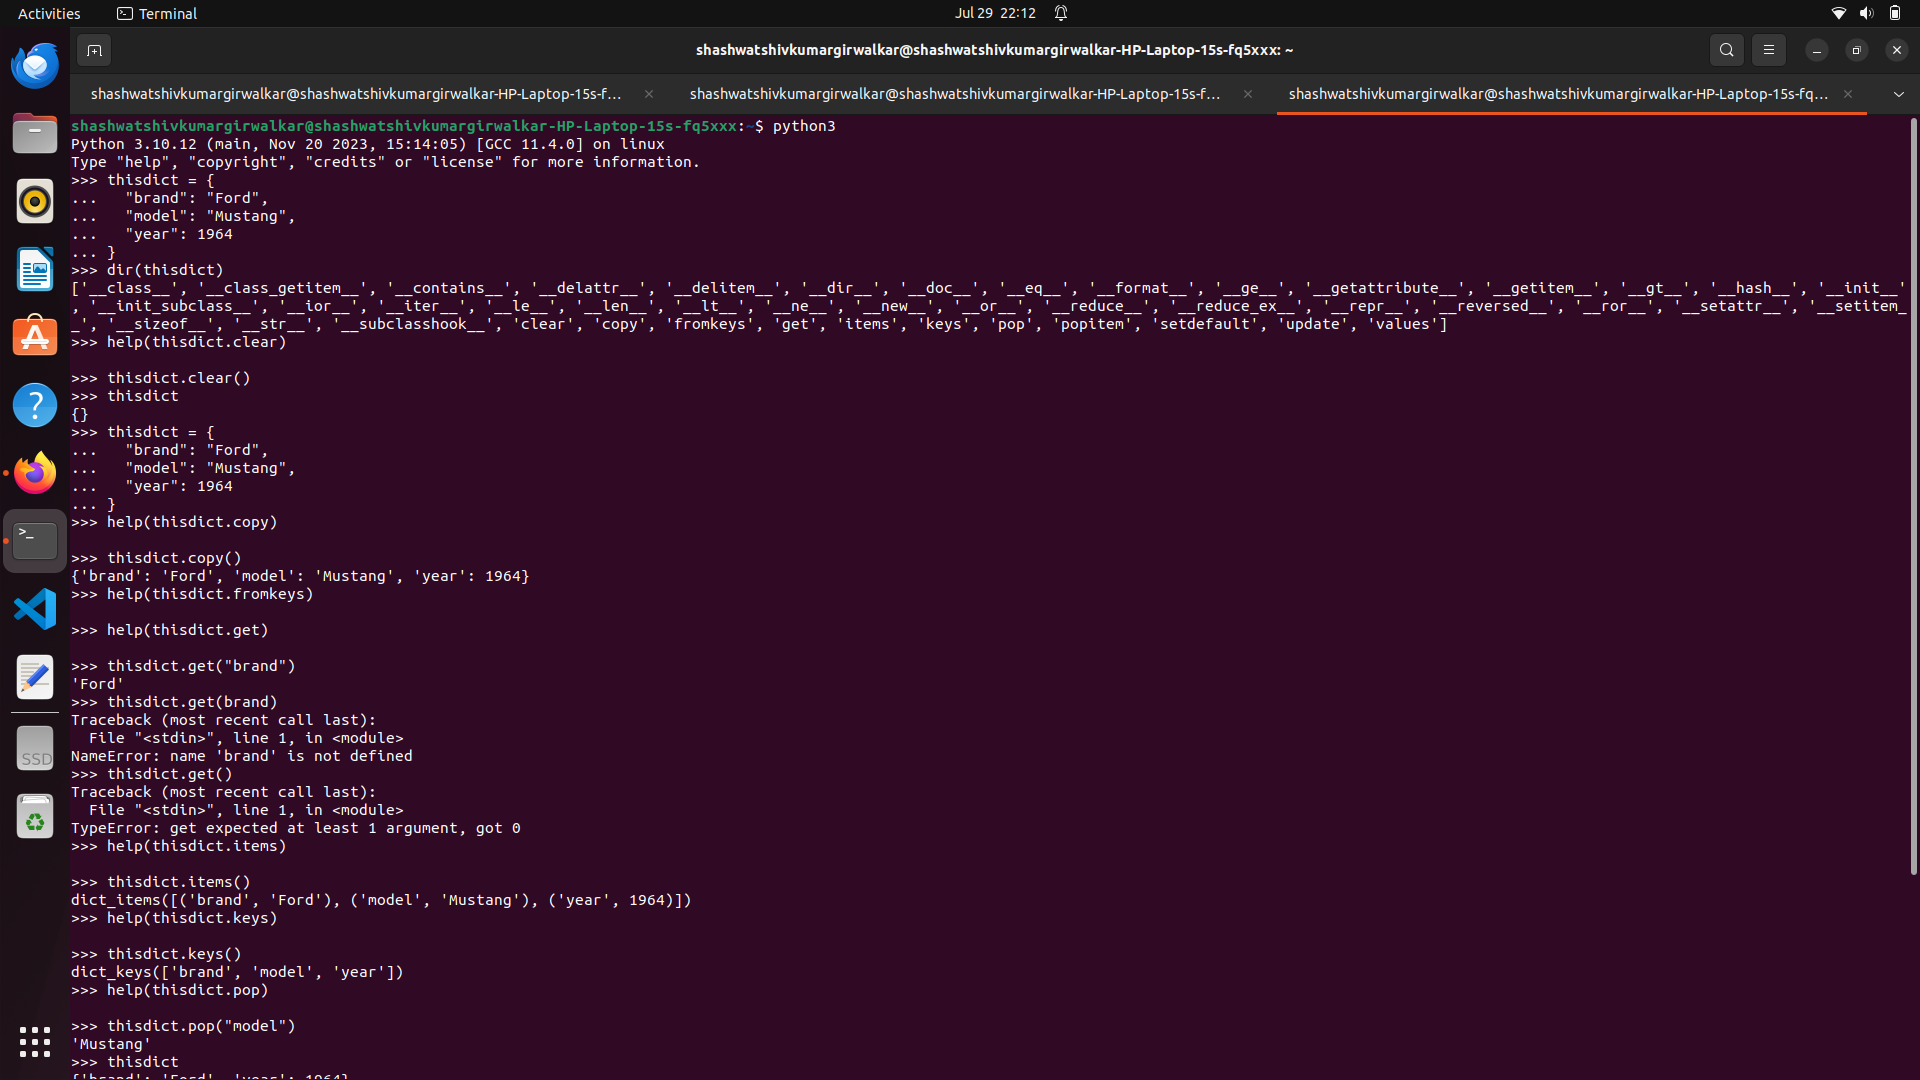 Activities
Terminal
Jul 29 22:12
shashwatshivkumargirwalkar@shashwatshivkumargirwalkar-HP-Laptop-15s-fq5xxx: ~
shashwatshivkumargirwalkar@shashwatshivkumargirwalkar-HP-Laptop-15s-f...
shashwatshivkumargirwalkar@shashwatshivkumargirwalkar-HP-Laptop-15s-f...
shashwatshivkumargirwalkar@shashwatshivkumargirwalkar-HP-Laptop-15s-fq...
shashwatshivkumargirwalkar@shashwatshivkumargirwalkar-HP-Laptop-15s-fq5xxx:~$ python3
Python 3.10.12 (main, Nov 20 2023, 15:14:05) [GCC 11.4.0] on linux
Type "help", "copyright", "credits" or "license" for more information.
>>> thisdict = {
...   "brand": "Ford",
...   "model": "Mustang",
...   "year": 1964
... }
>>> dir(thisdict)
['__class__', '__class_getitem__', '__contains__', '__delattr__', '__delitem__', '__dir__', '__doc__', '__eq__', '__format__', '__ge__', '__getattribute__', '__getitem__', '__gt__', '__hash__', '__init__'
, '__init_subclass__', '__ior__', '__iter__', '__le__', '__len__', '__lt__', '__ne__', '__new__', '__or__', '__reduce__', '__reduce_ex__', '__repr__', '__reversed__', '__ror__', '__setattr__', '__setitem_
_', '__sizeof__', '__str__', '__subclasshook__', 'clear', 'copy', 'fromkeys', 'get', 'items', 'keys', 'pop', 'popitem', 'setdefault', 'update', 'values']
>>> help(thisdict.clear)
>>> thisdict.clear()
>>> thisdict
{}
>>> thisdict = {
...   "brand": "Ford",
...   "model": "Mustang",
...   "year": 1964
... }
>>> help(thisdict.copy)
>>> thisdict.copy()
{'brand': 'Ford', 'model': 'Mustang', 'year': 1964}
>>> help(thisdict.fromkeys)
>>> help(thisdict.get)
>>> thisdict.get("brand")
'Ford'
>>> thisdict.get(brand)
Traceback (most recent call last):
  File "<stdin>", line 1, in <module>
NameError: name 'brand' is not defined
>>> thisdict.get()
Traceback (most recent call last):
  File "<stdin>", line 1, in <module>
TypeError: get expected at least 1 argument, got 0
>>> help(thisdict.items)
>>> thisdict.items()
dict_items([('brand', 'Ford'), ('model', 'Mustang'), ('year', 1964)])
>>> help(thisdict.keys)
>>> thisdict.keys()
dict_keys(['brand', 'model', 'year'])
>>> help(thisdict.pop)
>>> thisdict.pop("model")
'Mustang'
>>> thisdict
{'brand': 'Ford', 'year': 1964}
SSD